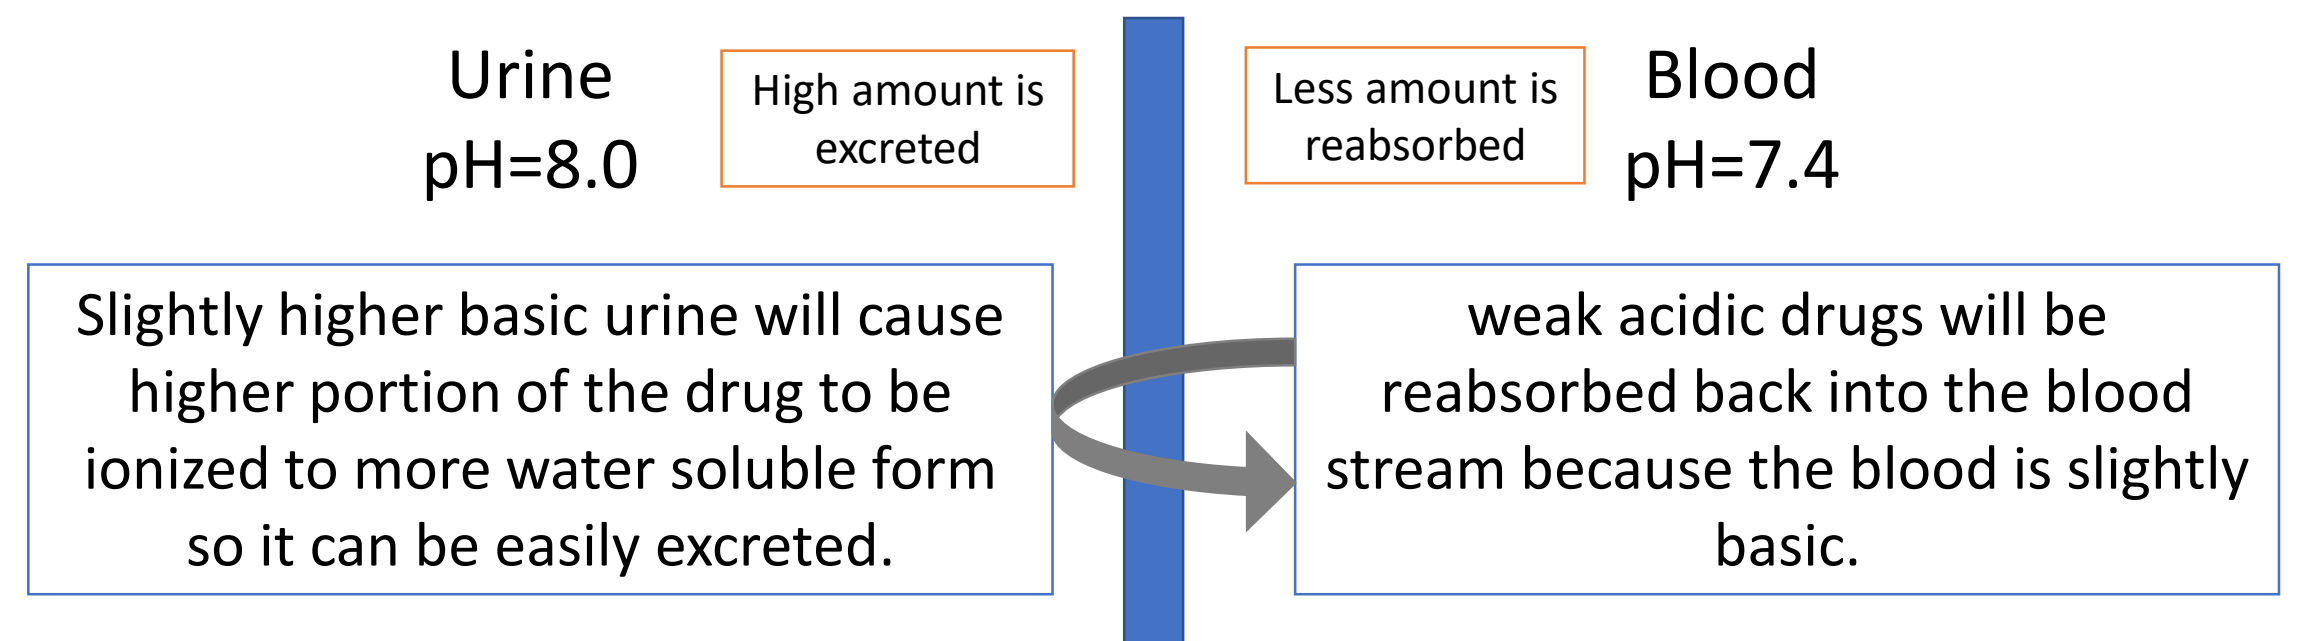 Urine
pH=8.0
High amount is
excreted
Less amount is
reabsorbed
Blood
pH=7.4
Slightly higher basic urine will cause
higher portion of the drug to be
ionized to more water soluble form
so it can be easily excreted.
weak acidic drugs will be
reabsorbed back into the blood
stream because the blood is slightly
basic.